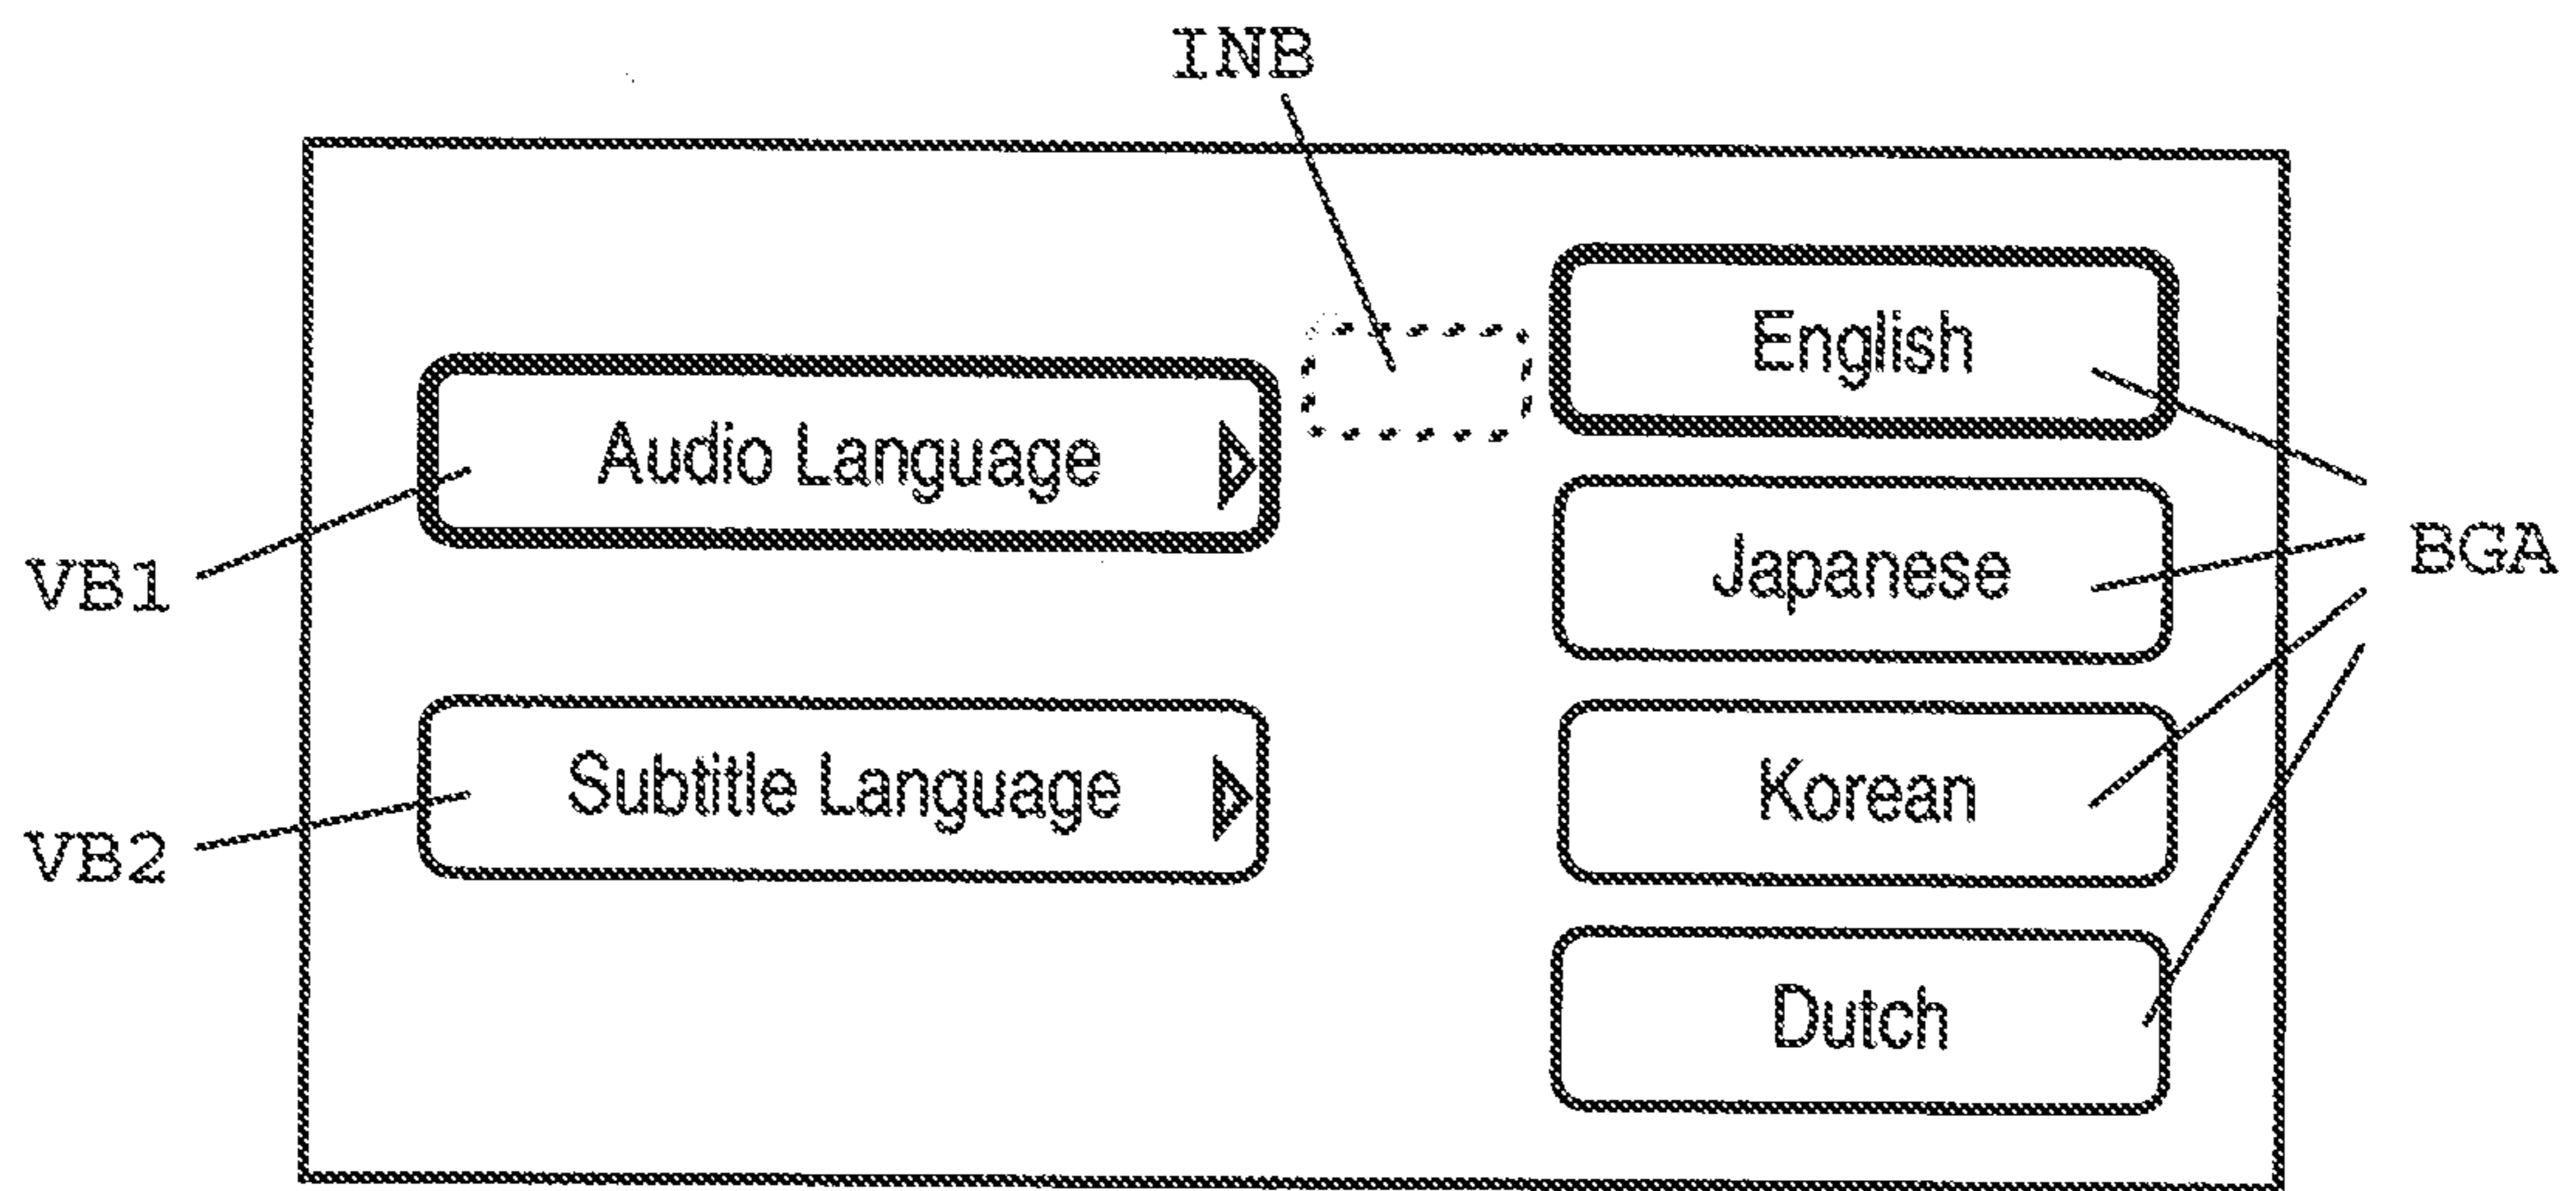 INB
English
Audio Language
Japanese
VB1
BGA
Subtitle Language
Korean
VB2
Dutch